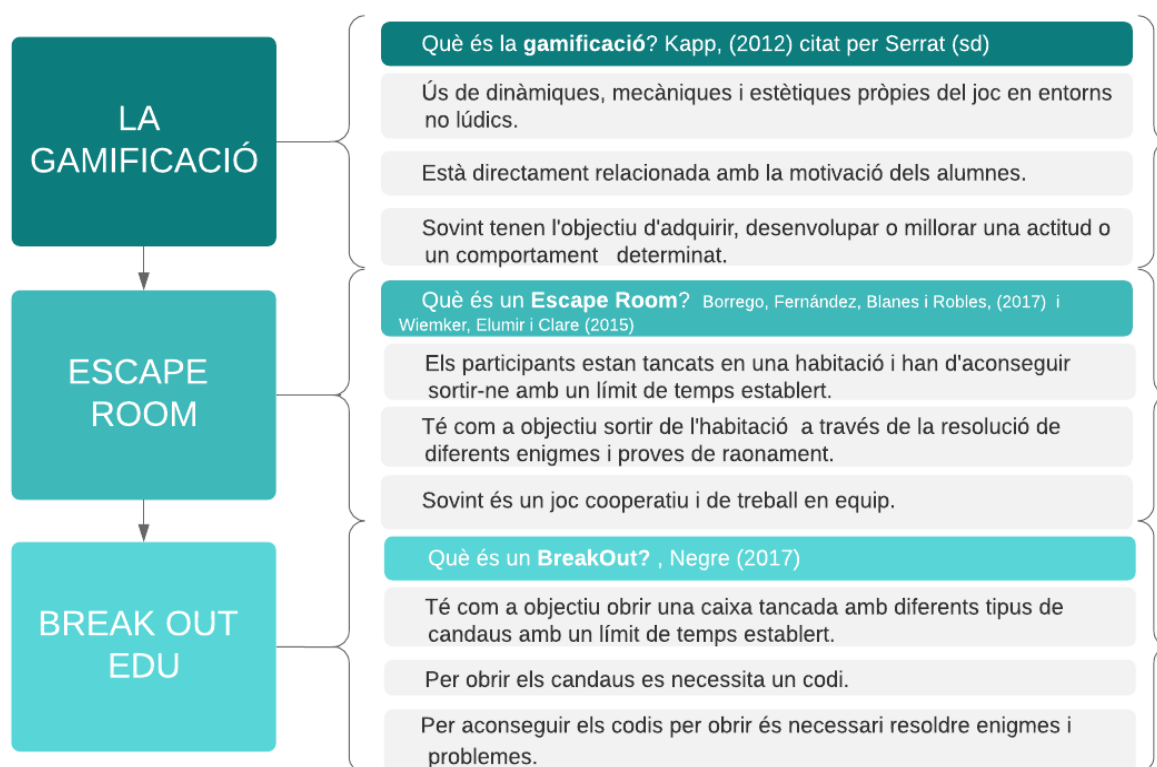 LA
GAMIFICACIÓ
Què és la gamificació? Kapp, (2012) citat per Serrat (sd)
Ús de dinàmiques, mecàniques i estètiques pròpies del joc en entorns
no lúdics.
Està directament relacionada amb la motivació dels alumnes.
Sovint tenen l'objectiu d'adquirir, desenvolupar o millorar una actitud o
un comportament determinat.
ESCAPE
ROOM
Què és un Escape Room? Borrego, Fernández, Blanes i Robles, (2017) i
Wiemker, Elumir i Clare (2015)
Els participants estan tancats en una habitació i han d'aconseguir
sortir-ne amb un límit de temps establert.
Té com a objectiu sortir de l'habitació a través de la resolució de
diferents enigmes i proves de raonament.
Sovint és un joc cooperatiu i de treball en equip.
BREAK OUT
EDU
Què és un BreakOut? , Negre (2017)
Té com a objectiu obrir una caixa tancada amb diferents tipus de
candaus amb un límit de temps establert.
Per obrir els candaus es necessita un codi.
Per aconseguir els codis per obrir és necessari resoldre enigmes i
problemes.